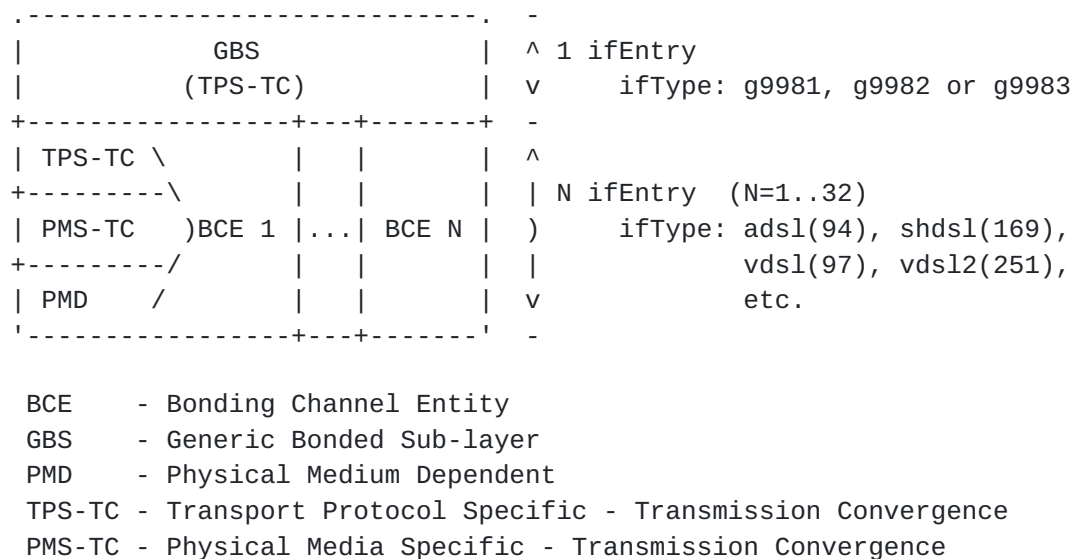 .-----------------------------.  -
|             GBS             |  ^ 1 ifEntry
|           (TPS-TC)          |  v     ifType: g9981, g9982 or g9983
+-----------------+---+-------+  -
| TPS-TC \        |   |       |  ^
+---------\       |   |       |  | N ifEntry  (N=1..32)
| PMS-TC   )BCE 1 |...| BCE N |  )     ifType: adsl(94), shdsl(169),
+---------/       |   |       |  |             vdsl(97), vdsl2(251),
| PMD    /        |   |       |  v             etc.
'-----------------+---+-------'  -
BCE    - Bonding Channel Entity
GBS    - Generic Bonded Sub-layer
PMD    - Physical Medium Dependent
TPS-TC - Transport Protocol Specific - Transmission Convergence
PMS-TC - Physical Media Specific - Transmission Convergence